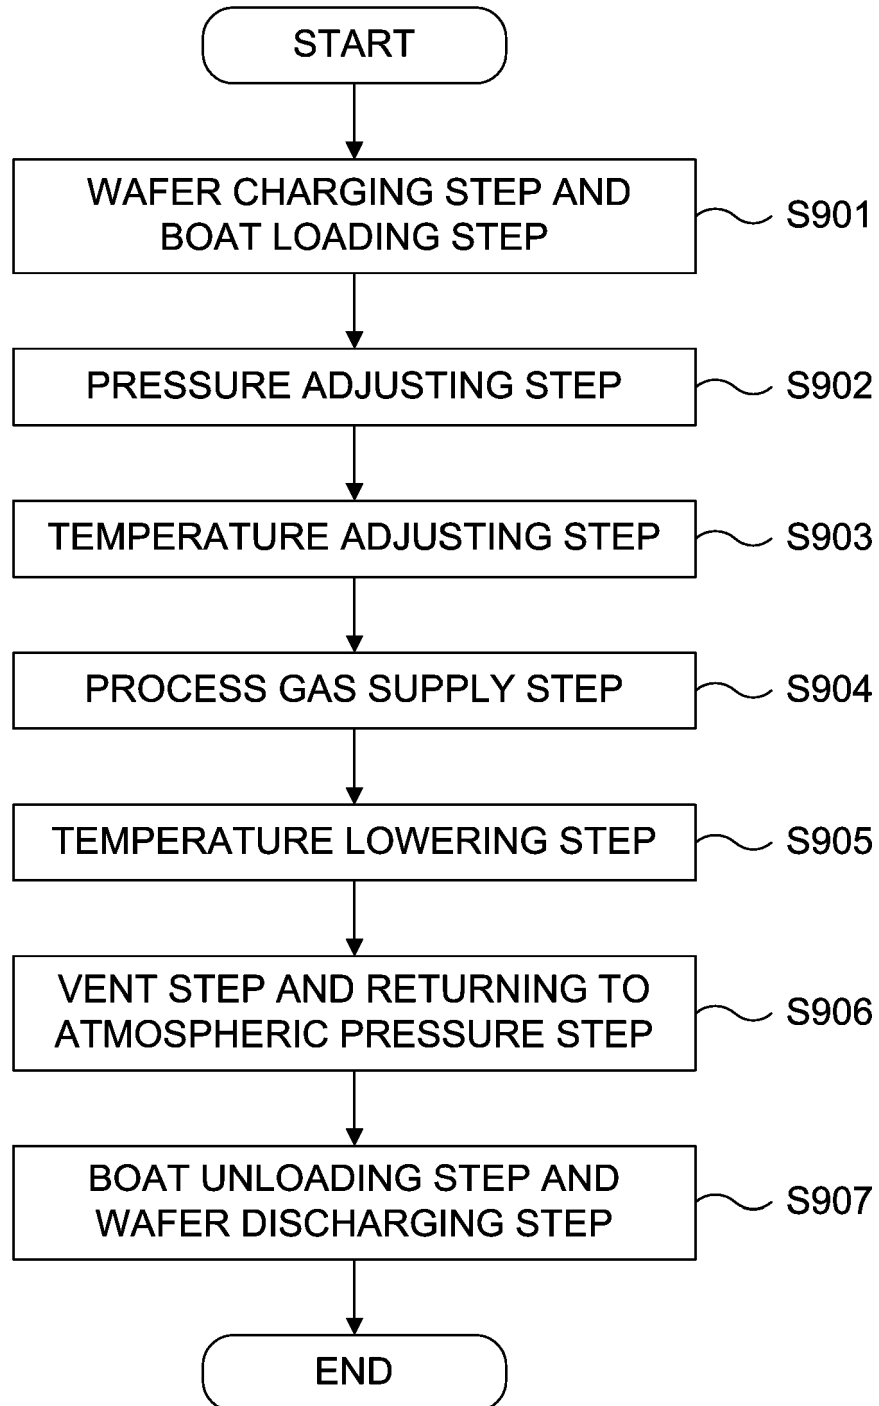 START
WAFER CHARGING STEP AND
BOAT LOADING STEP
S901
PRESSURE ADJUSTING STEP
S902
TEMPERATURE ADJUSTING STEP
S903
PROCESS GAS SUPPLY STEP
S904
TEMPERATURE LOWERING STEP
S905
VENT STEP AND RETURNING TO
ATMOSPHERIC PRESSURE STEP
S906
BOAT UNLOADING STEP AND
WAFER DISCHARGING STEP
S907
END